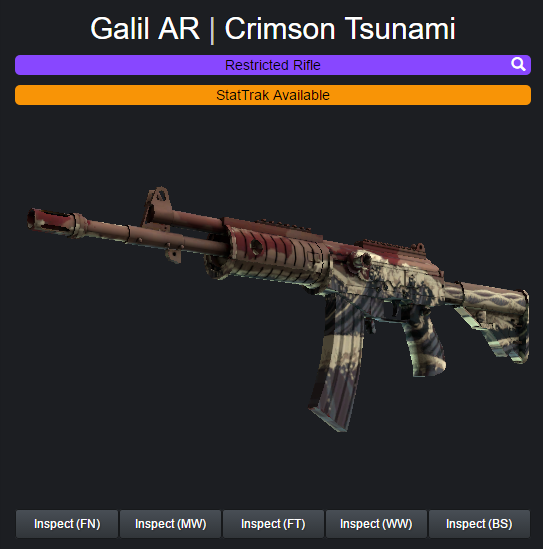 Galil AR | Crimson Tsunami
Restricted Rifle
StatTrak Available
Inspect (FN) Inspect (MW) Inspect (FT) Inspect (WW) Inspect (BS)